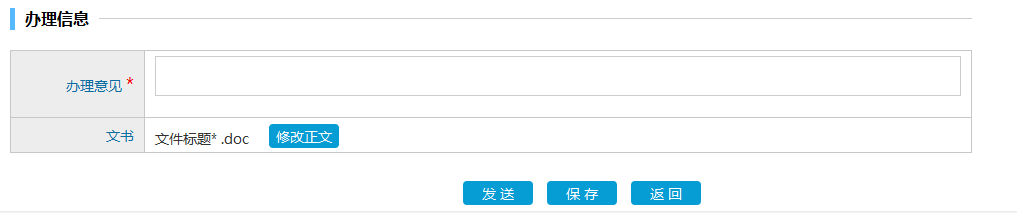 办理信息
办理意见 *
文书 文件标题* .doc 修改正文
发 送 保 存 返 回